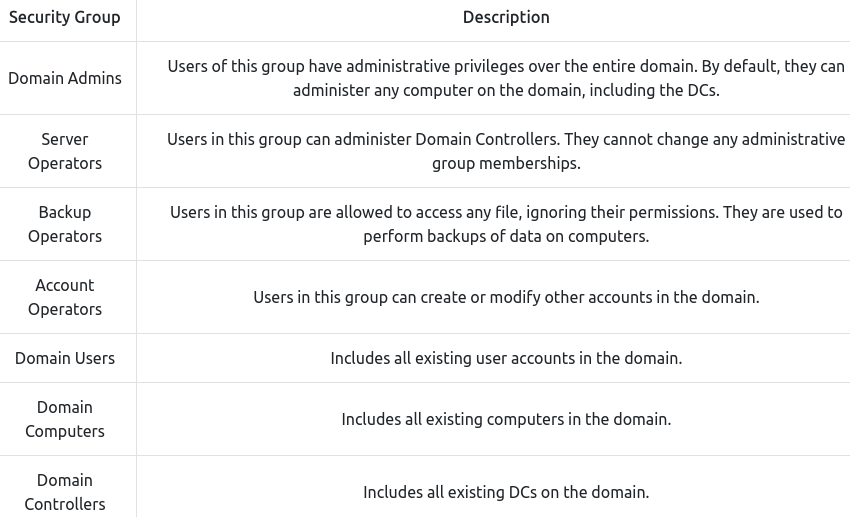 Security Group Description
Domain Admins
Users of this group have administrative privileges over the entire domain. By default, they can
administer any computer on the domain, including the DCs.
Server
Operators
Users in this group can administer Domain Controllers. They cannot change any administrative
group memberships.
Backup
Operators
Users in this group are allowed to access any file, ignoring their permissions. They are used to
perform backups of data on computers.
Account
Operators
Users in this group can create or modify other accounts in the domain.
Domain Users
Includes all existing user accounts in the domain.
Domain
Computers
Includes all existing computers in the domain.
Domain
Controllers
Includes all existing DCs on the domain.